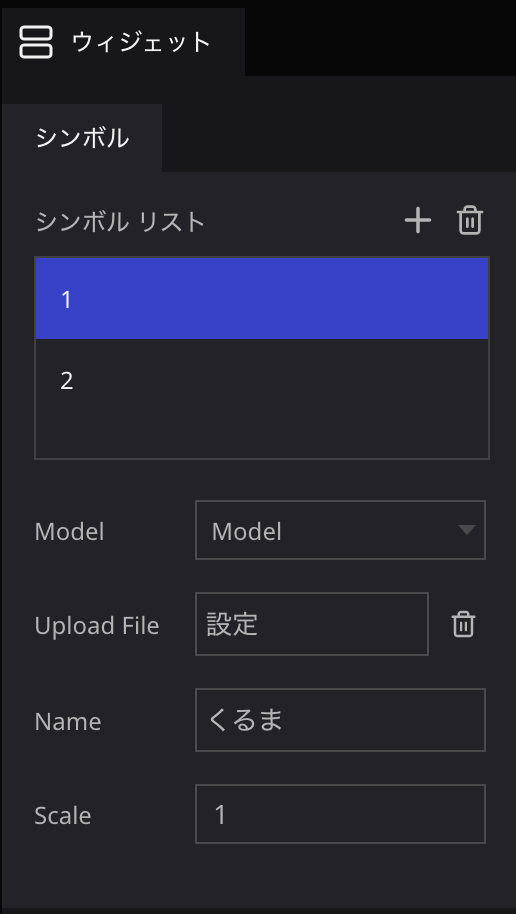 ウィジェット
シンボル
シンボル リスト
1
2
Model Model
Upload File 設定
Name くるま
Scale 1